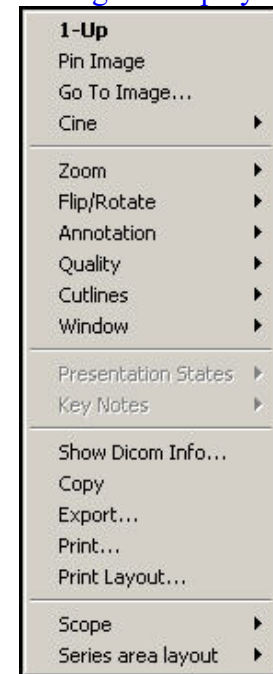 1-Up
Pin Image
Go To Image...
Cine
Zoom
Flip/Rotate
Annotation
Quality
Cutlines
Window
Presentation States
Key Notes
Show Dicom Info...
Copy
Export...
Print...
Print Layout...
Scope
Series area layout